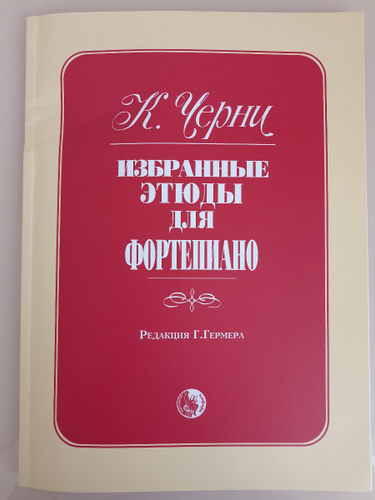 К. Черни
ИЗБРАННЫЕ
ЭТЮДЫ
ДЛЯ
ФОРТЕПИАНО
Редакция Г.Гермера